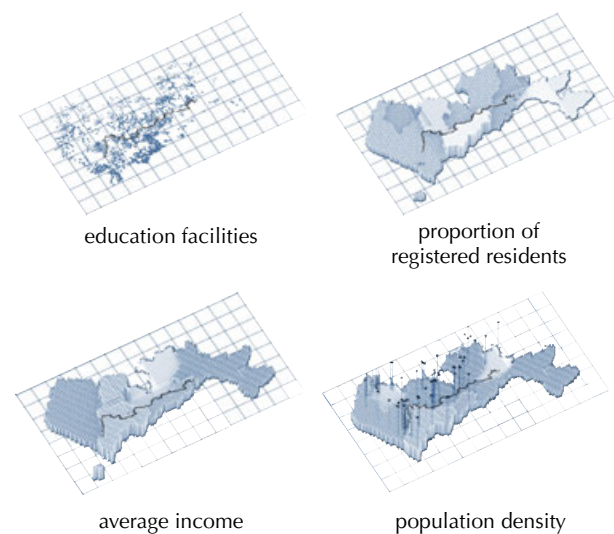 education facilities
proportion of
registered residents
average income
population density